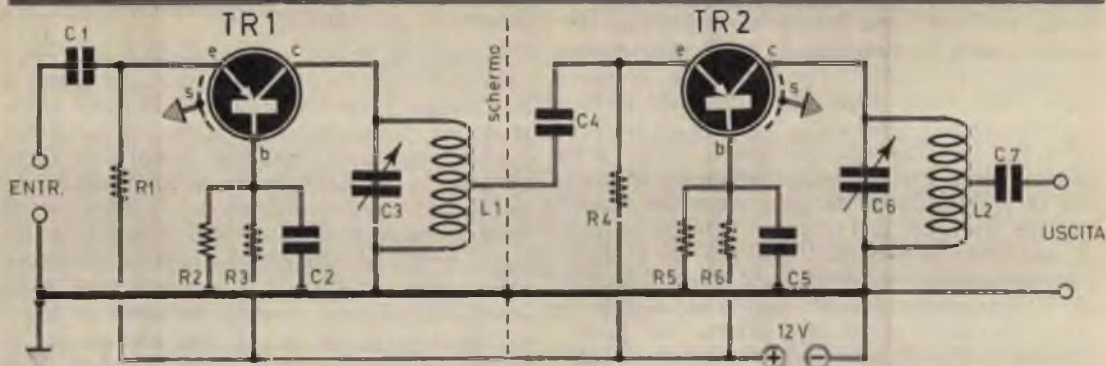 TR1 TR2
C1 e c schermo e c
s s
C4
b b C7
ENTR. R1 C3 L1 R4 C6 L2
USCITA
R2 R3 C2 R5 R6 C5
12V
+ −